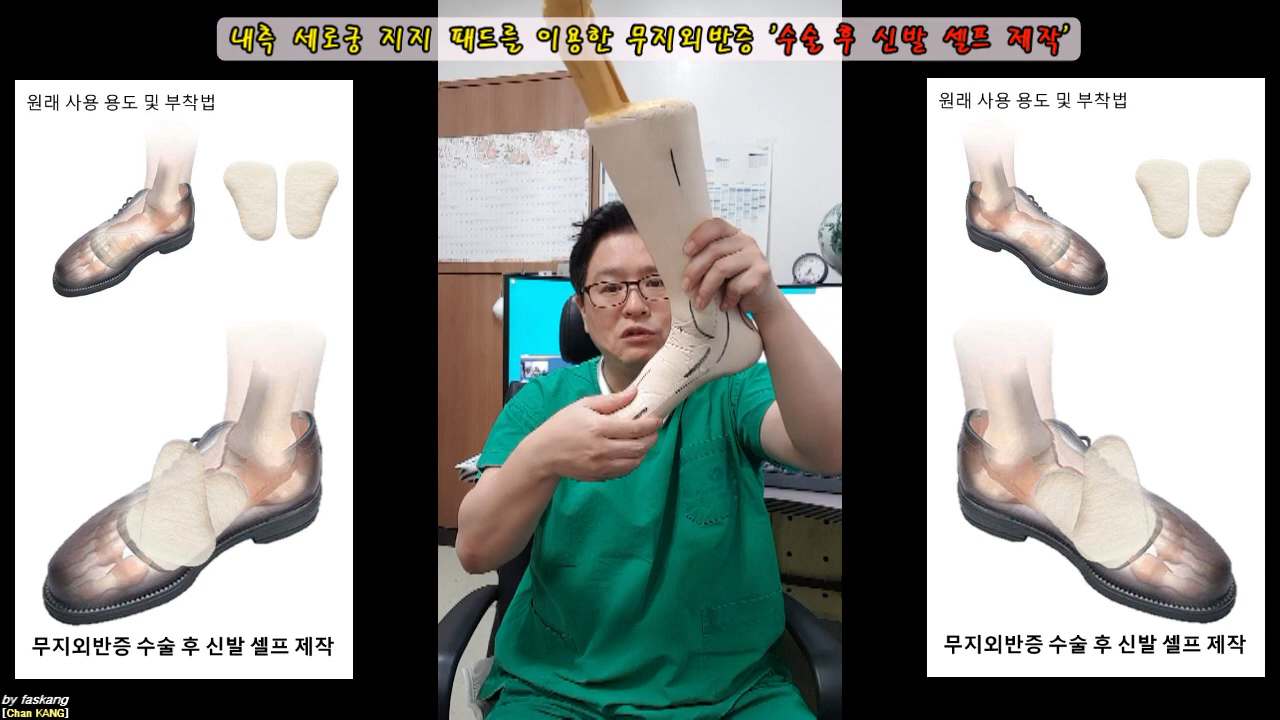 내측 세로궁 지지 패드를 이용한 무지외반증 '수술 후 신발 셀프 제작'
원래 사용 용도 및 부착법
무지외반증 수술 후 신발 셀프 제작
원래 사용 용도 및 부착법
무지외반증 수술 후 신발 셀프 제작
by faskang
[Chan KANG]